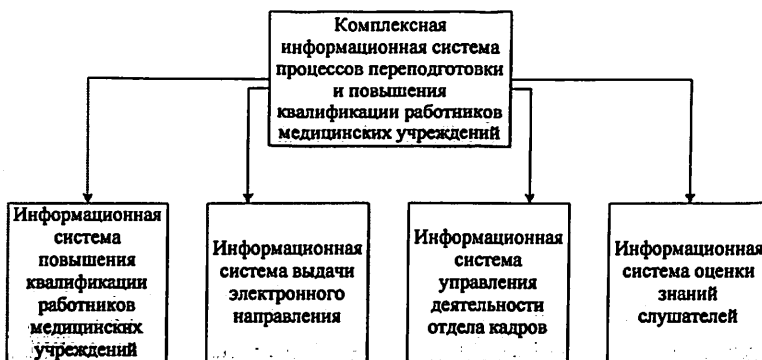 Комплексная
информационная система
процессов переподготовки
и повышения
квалификации работников
медицинских учреждений
Информационная
система
повышения
квалификации
работников
медицинских
учреждений
Информационная
система выдачи
электронного
направления
Информационная
система
управления
деятельности
отдела кадров
Информационная
система оценки
знаний
слушателей